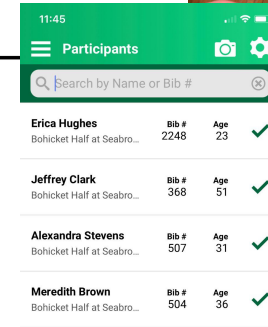 11:45
Participants
Search by Name or Bib #
Erica Hughes Bib # Age
Bohicket Half at Seabro... 2248 23
Jeffrey Clark Bib # Age
Bohicket Half at Seabro... 368 51
Alexandra Stevens Bib # Age
Bohicket Half at Seabro... 507 31
Meredith Brown Bib # Age
Bohicket Half at Seabro... 504 36